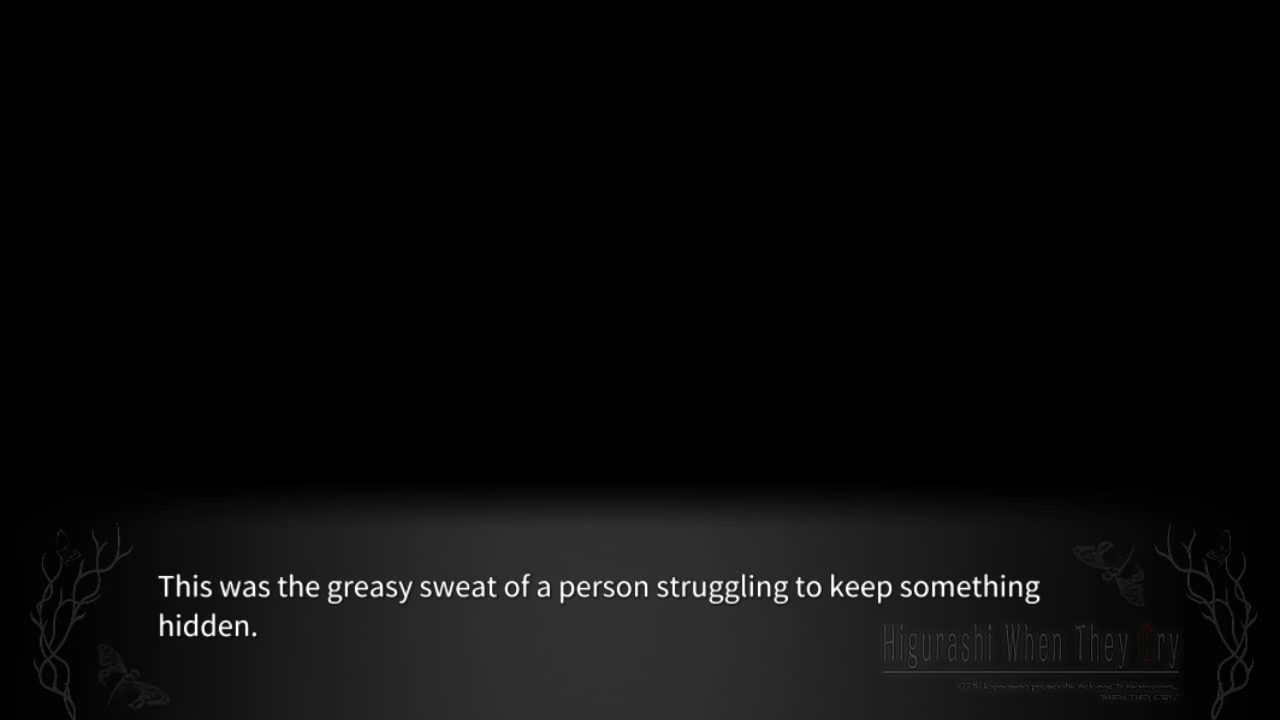 This was the greasy sweat of a person struggling to keep something
hidden.
Higurashi When They Cry